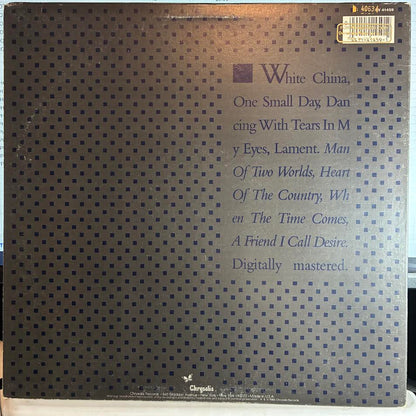 White China,
One Small Day, Dan
cing With Tears In M
y Eyes, Lament. Man
Of Two Worlds, Heart
Of The Country, Wh
en The Time Comes,
A Friend I Call Desire.
Digitally mastered.
Chrysalis